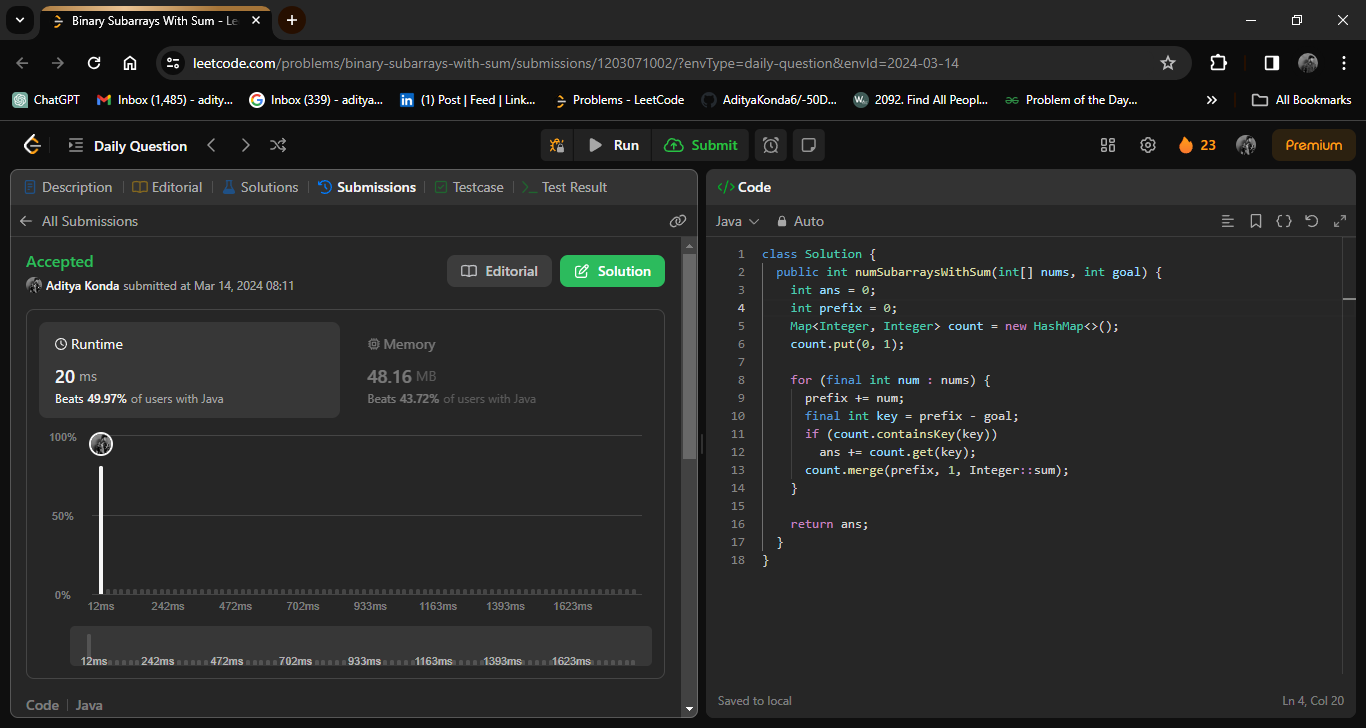 Binary Subarrays With Sum - Le
leetcode.com/problems/binary-subarrays-with-sum/submissions/1203071002/?envType=daily-question&envId=2024-03-14
ChatGPT Inbox (1,485) - adity... Inbox (339) - aditya... (1) Post | Feed | Link... Problems - LeetCode AdityaKonda6/-50D... 2092. Find All Peopl... Problem of the Day... » All Bookmarks
Daily Question Run Submit 23 Premium
Description Editorial Solutions Submissions Testcase Test Result
All Submissions
Accepted
Aditya Konda submitted at Mar 14, 2024 08:11
Editorial Solution
Runtime
20 ms
Beats 49.97% of users with Java
Memory
48.16 MB
Beats 43.72% of users with Java
100%
50%
0%
12ms 242ms 472ms 702ms 933ms 1163ms 1393ms 1623ms
12ms 242ms 472ms 702ms 933ms 1163ms 1393ms 1623ms
Code | Java
</> Code
Java Auto
1 class Solution {
2 public int numSubarraysWithSum(int[] nums, int goal) {
3 int ans = 0;
4 int prefix = 0;
5 Map<Integer, Integer> count = new HashMap<>();
6 count.put(0, 1);
7
8 for (final int num : nums) {
9 prefix += num;
10 final int key = prefix - goal;
11 if (count.containsKey(key))
12 ans += count.get(key);
13 count.merge(prefix, 1, Integer::sum);
14 }
15
16 return ans;
17 }
18 }
Saved to local
Ln 4, Col 20